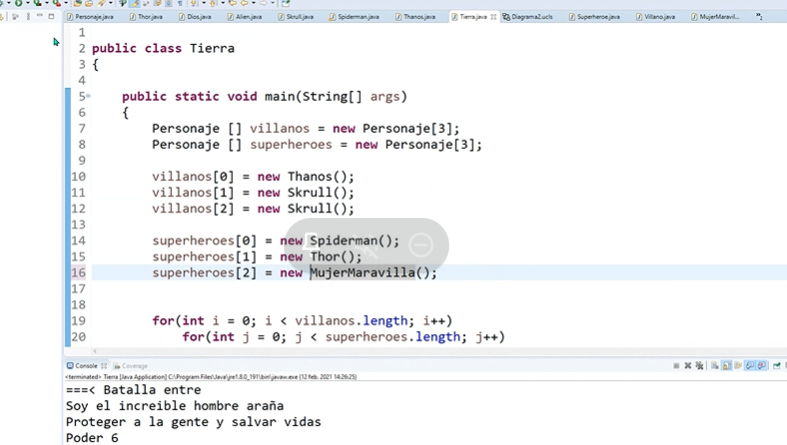 Personaje.java Thor.java Dios.java Alien.java Skrull.java Spiderman.java Thanos.java Tierra.java Diagrama2.ucls Superheroe.java Villano.java MujerMaravil...
1
2 public class Tierra
3 {
4
5 public static void main(String[] args)
6 {
7 Personaje [] villanos = new Personaje[3];
8 Personaje [] superheroes = new Personaje[3];
9
10 villanos[0] = new Thanos();
11 villanos[1] = new Skrull();
12 villanos[2] = new Skrull();
13
14 superheroes[0] = new Spiderman();
15 superheroes[1] = new Thor();
16 superheroes[2] = new MujerMaravilla();
17
18
19 for(int i = 0; i < villanos.length; i++)
20 for(int j = 0; j < superheroes.length; j++)
Console Coverage
<terminated> Tierra [Java Application] C:\Program Files\Java\jre1.8.0_191\bin\javaw.exe (12 feb. 2021 14:26:25)
===< Batalla entre
Soy el increible hombre araña
Proteger a la gente y salvar vidas
Poder 6